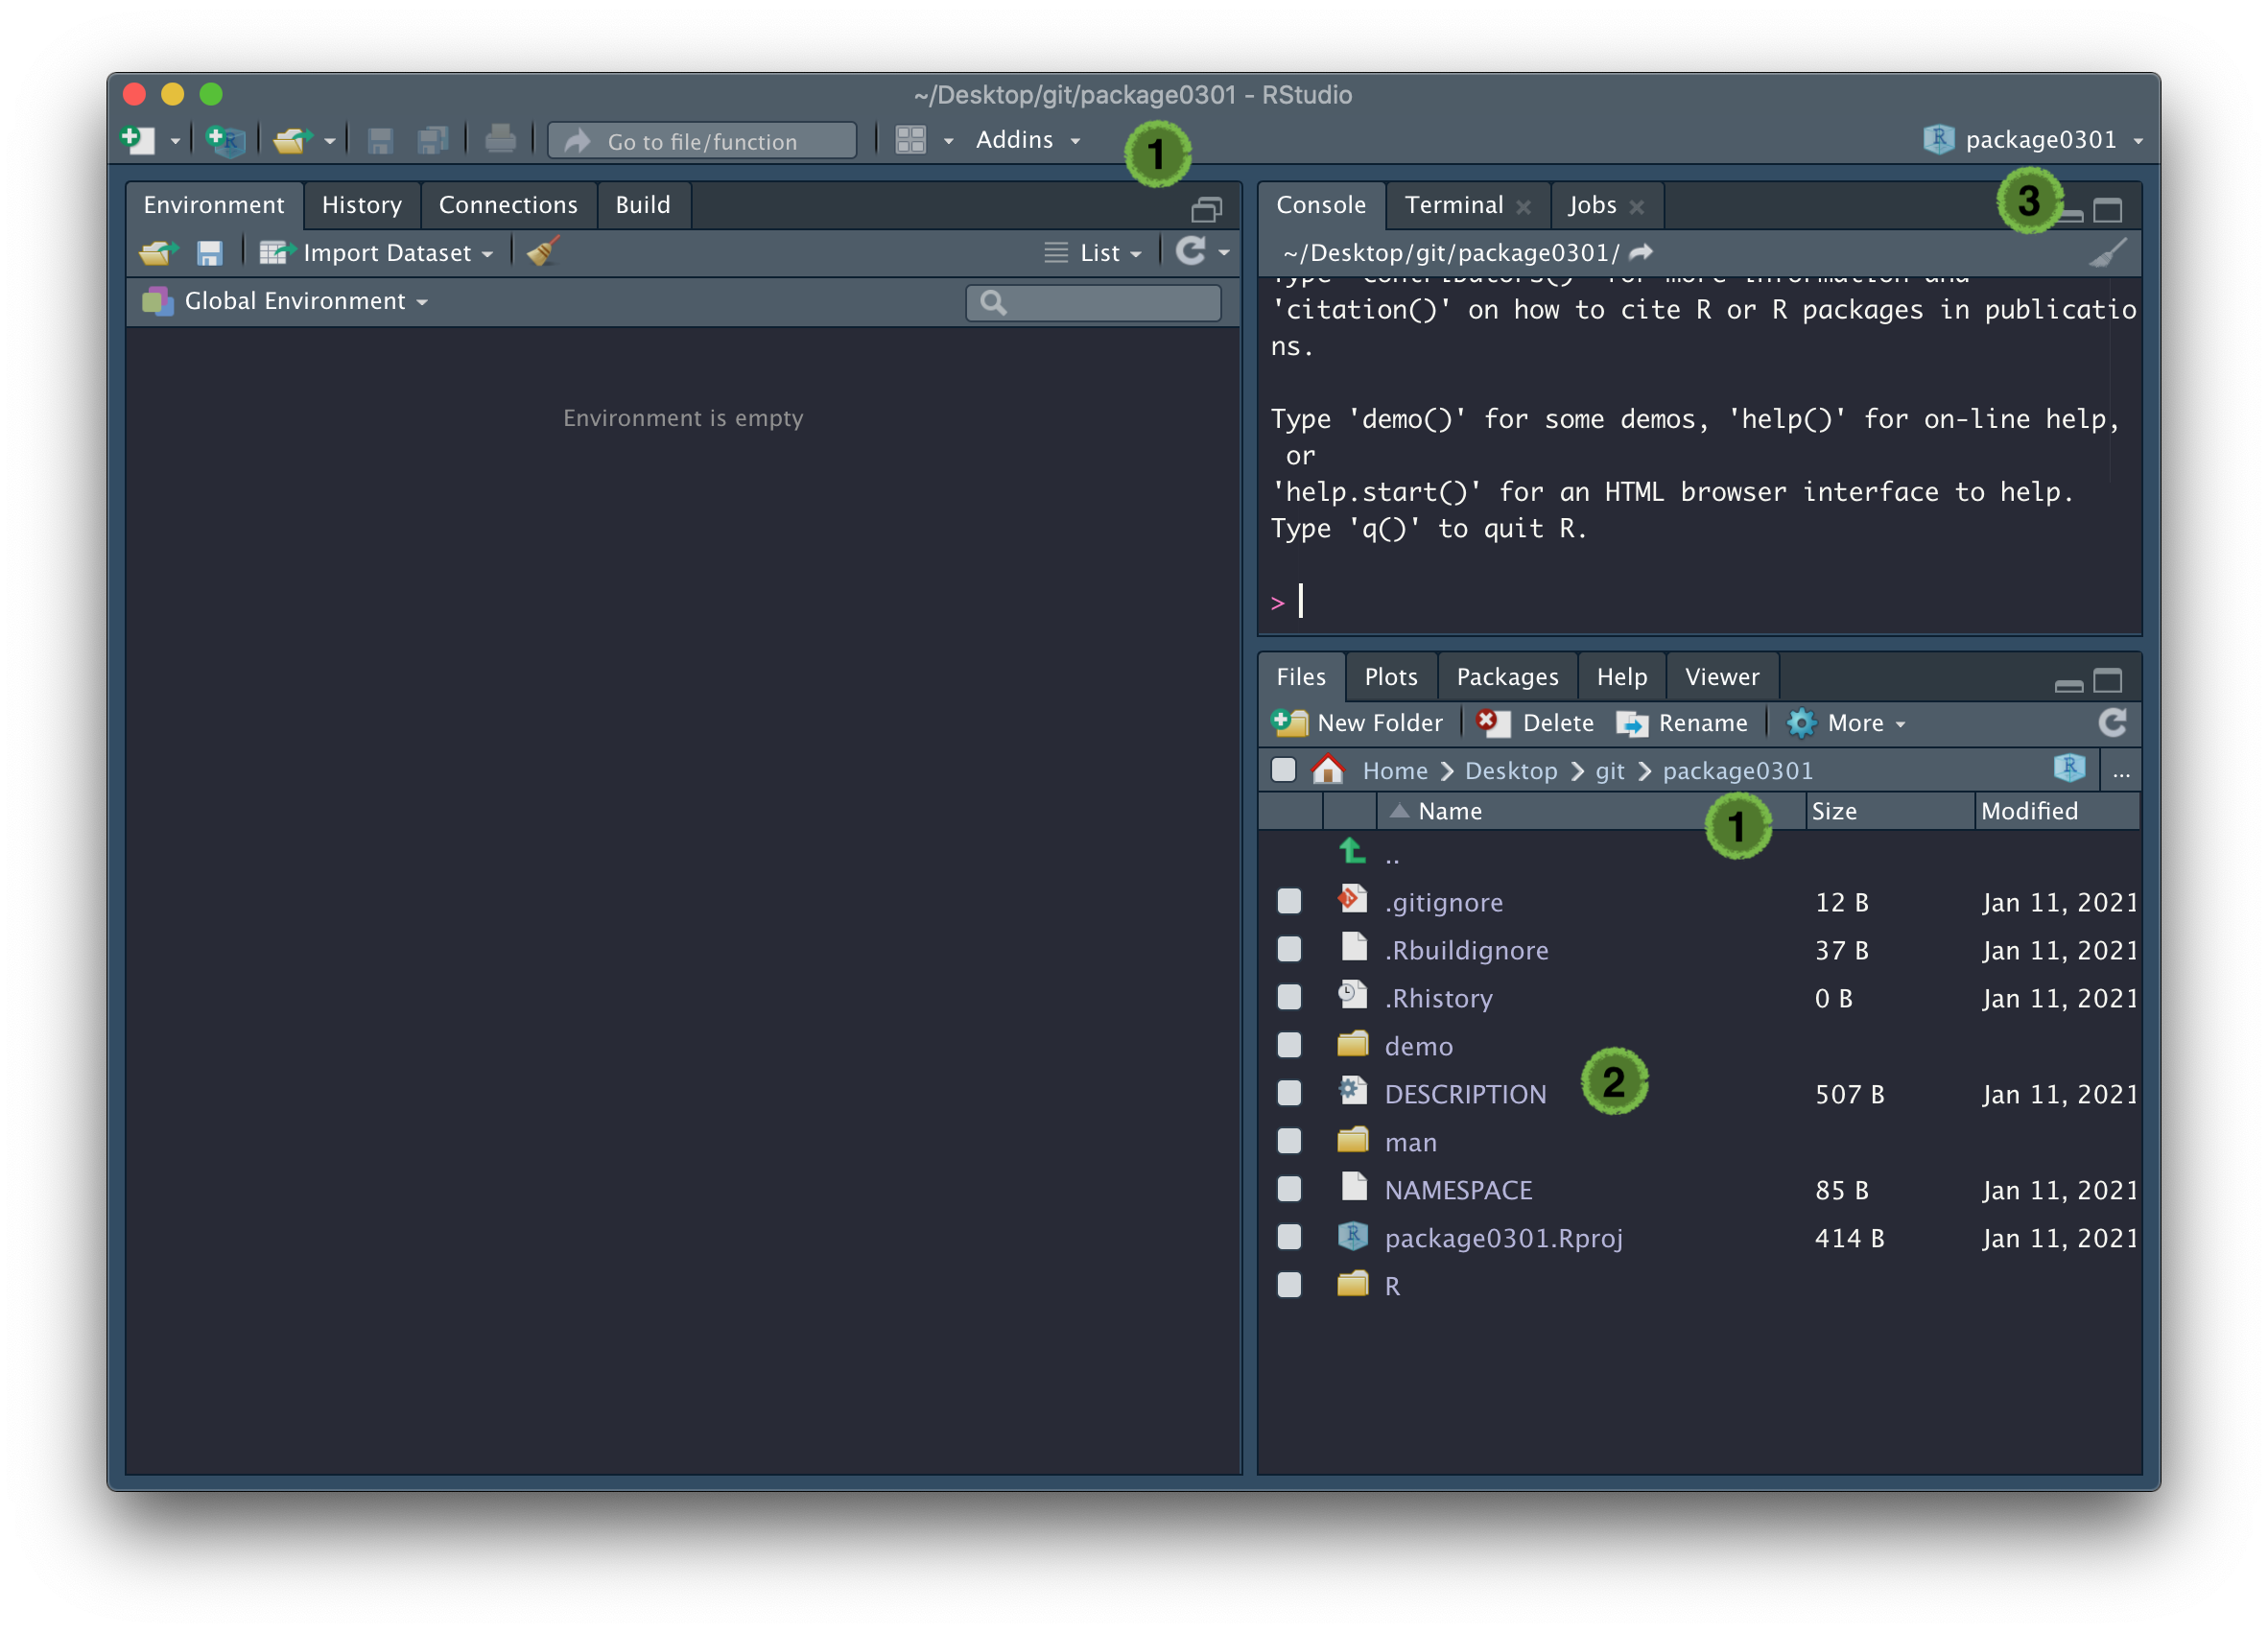 ~/Desktop/git/package0301 - RStudio
Go to file/function
Addins
1
package0301
Environment
History
Connections
Build
Import Dataset
List
Global Environment
Environment is empty
Console
Terminal
Jobs
3
~/Desktop/git/package0301/
Type 'contributors()' for more information and
'citation()' on how to cite R or R packages in publicatio
ns.
Type 'demo()' for some demos, 'help()' for on-line help,
or
'help.start()' for an HTML browser interface to help.
Type 'q()' to quit R.
>
Files
Plots
Packages
Help
Viewer
New Folder
Delete
Rename
More
Home
Desktop
git
package0301
...
Name
1
Size
Modified
..
.gitignore 12 B Jan 11, 2021
.Rbuildignore 37 B Jan 11, 2021
.Rhistory 0 B Jan 11, 2021
demo
DESCRIPTION 2 507 B Jan 11, 2021
man
NAMESPACE 85 B Jan 11, 2021
package0301.Rproj 414 B Jan 11, 2021
R